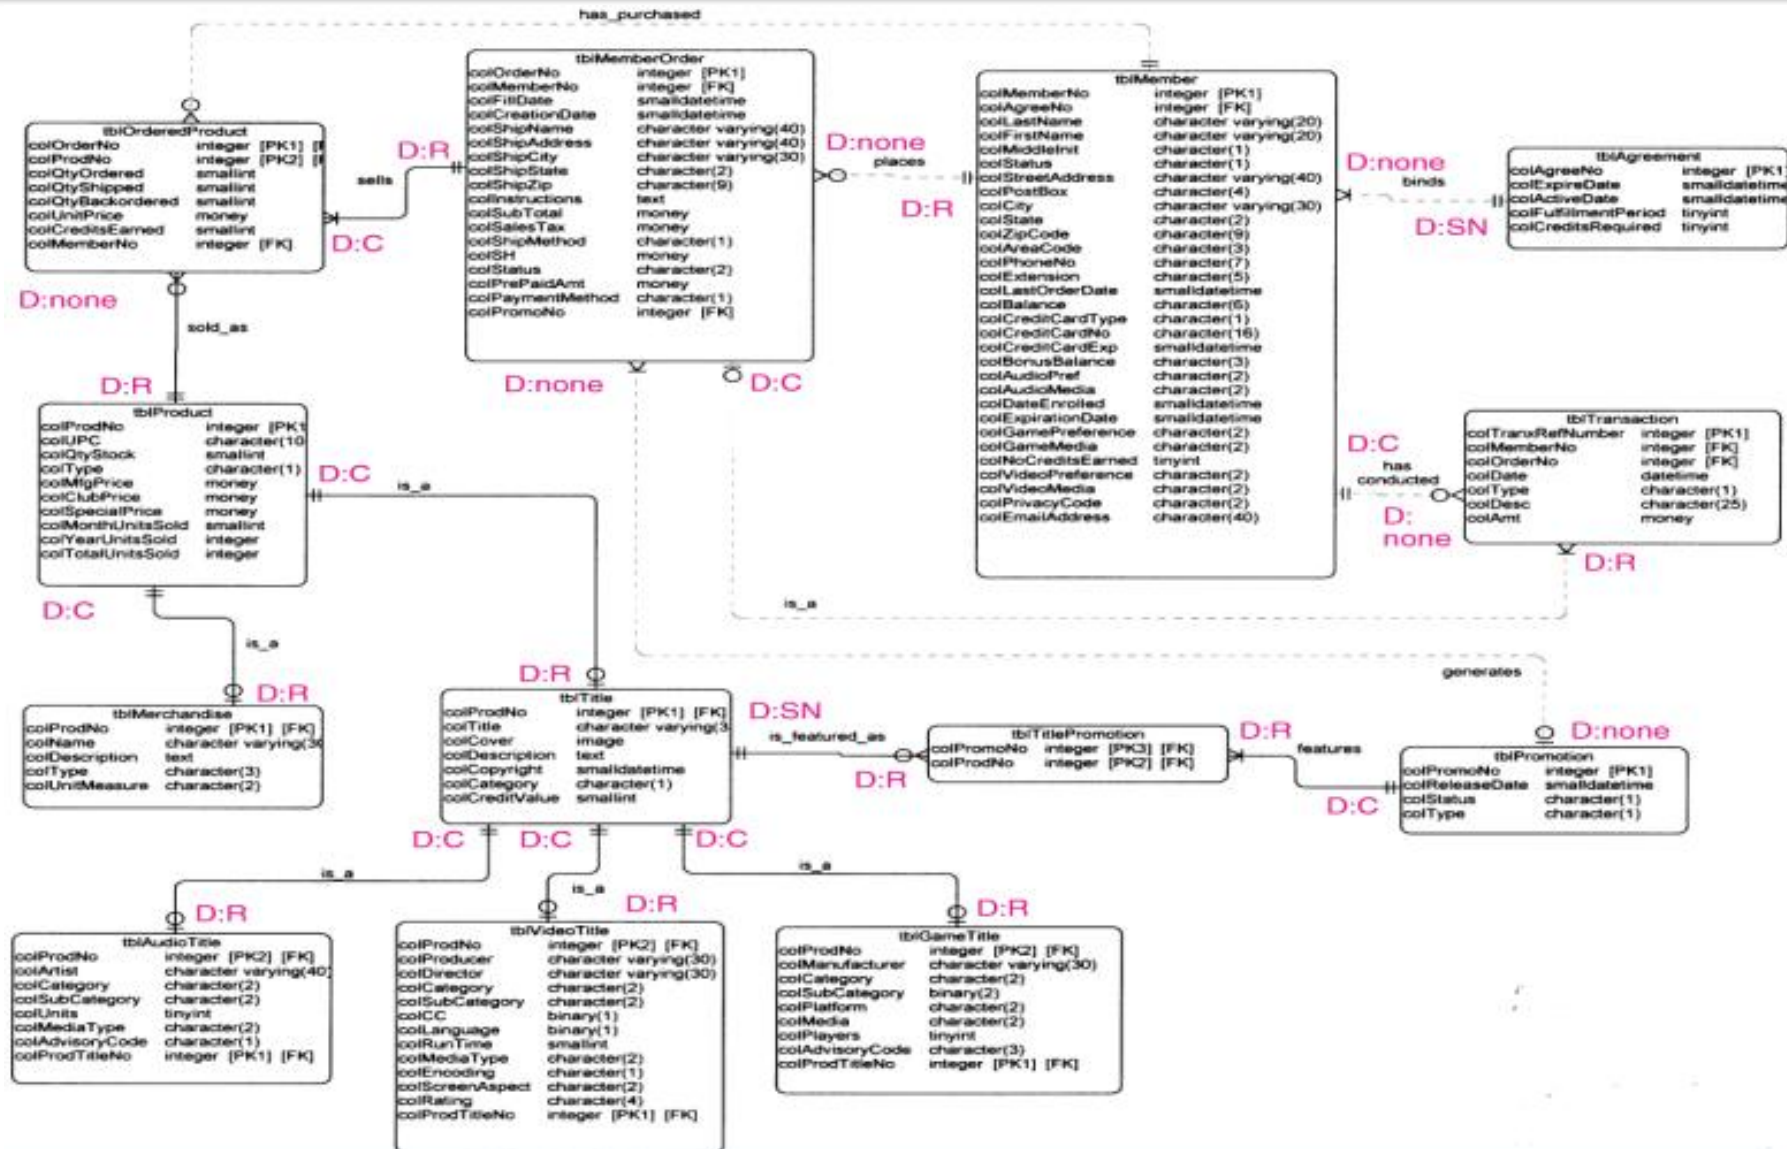 has_purchased
tblMemberOrder
colOrderNo integer [PK1]
colMemberNo integer [FK]
colFillDate smalldatetime
colCreationDate smalldatetime
colShipName character varying(40)
colShipAddress character varying(40)
colShipCity character varying(30)
colShipState character(2)
colShipZip character(9)
colInstructions text
colSubTotal money
colSalesTax money
colShipMethod character(1)
colSH money
colStatus character(2)
colPrePaidAmt money
colPaymentMethod character(1)
colPromoNo integer [FK]
tblMember
colMemberNo integer [PK1]
colAgreeNo integer [FK]
colLastName character varying(20)
colFirstName character varying(20)
colMiddleInit character(1)
colStatus character(1)
colStreetAddress character varying(40)
colPostBox character(4)
colCity character varying(30)
colState character(2)
colZipCode character(9)
colAreaCode character(3)
colPhoneNo character(7)
colExtension character(5)
colLastOrderDate smalldatetime
colBalance character(6)
colCreditCardType character(1)
colCreditCardNo character(16)
colCreditCardExp smalldatetime
colBonusBalance character(3)
colAudioPref character(2)
colAudioMedia character(2)
colDateEnrolled smalldatetime
colExpirationDate smalldatetime
colGamePreference character(2)
colGameMedia character(2)
colNoCreditsEarned tinyint
colVideoPreference character(2)
colVideoMedia character(2)
colPrivacyCode character(2)
colEmailAddress character(40)
tblOrderedProduct
colOrderNo integer [PK1] [
colProdNo integer [PK2] [
colQtyOrdered smallint
colQtyShipped smallint
colQtyBackordered smallint
colUnitPrice money
colCreditsEarned smallint
colMemberNo integer [FK]
D:R
sells
D:C
D:none
places
D:R
D:none
binds
D:SN
tblAgreement
colAgreeNo integer [PK1
colExpireDate smalldatetime
colActiveDate smalldatetime
colFulfillmentPeriod tinyint
colCreditsRequired tinyint
D:none
sold_as
D:R
D:none
D:C
tblProduct
colProdNo integer [PK1
colUPC character(10
colQtyStock smallint
colType character(1)
colMfgPrice money
colClubPrice money
colSpecialPrice money
colMonthUnitsSold smallint
colYearUnitsSold integer
colTotalUnitsSold integer
D:C
is_a
D:C
has
conducted
D:
none
tblTransaction
colTranxRefNumber integer [PK1]
colMemberNo integer [FK]
colOrderNo integer [FK]
colDate datetime
colType character(1)
colDesc character(25)
colAmt money
D:R
is_a
D:C
is_a
D:R
generates
D:R
tblMerchandise
colProdNo integer [PK1] [FK]
colName character varying(30
colDescription text
colType character(3)
colUnitMeasure character(2)
tblTitle
colProdNo integer [PK1] [FK]
colTitle character varying(3
colCover image
colDescription text
colCopyright smalldatetime
colCategory character(1)
colCreditValue smallint
D:SN
is_featured_as
D:R
tblTitlePromotion
colPromoNo integer [PK3] [FK]
colProdNo integer [PK2] [FK]
D:R
features
D:C
D:none
tblPromotion
colPromoNo integer [PK1]
colReleaseDate smalldatetime
colStatus character(1)
colType character(1)
D:C
D:C
D:C
is_a
is_a
is_a
D:R
D:R
D:R
tblAudioTitle
colProdNo integer [PK2] [FK]
colArtist character varying(40)
colCategory character(2)
colSubCategory character(2)
colUnits tinyint
colMediaType character(2)
colAdvisoryCode character(1)
colProdTitleNo integer [PK1] [FK]
tblVideoTitle
colProdNo integer [PK2] [FK]
colProducer character varying(30)
colDirector character varying(30)
colCategory character(2)
colSubCategory character(2)
colCC binary(1)
colLanguage binary(1)
colRunTime smallint
colMediaType character(2)
colEncoding character(1)
colScreenAspect character(2)
colRating character(4)
colProdTitleNo integer [PK1] [FK]
tblGameTitle
colProdNo integer [PK2] [FK]
colManufacturer character varying(30)
colCategory character(2)
colSubCategory binary(2)
colPlatform character(2)
colMedia character(2)
colPlayers tinyint
colAdvisoryCode character(3)
colProdTitleNo integer [PK1] [FK]